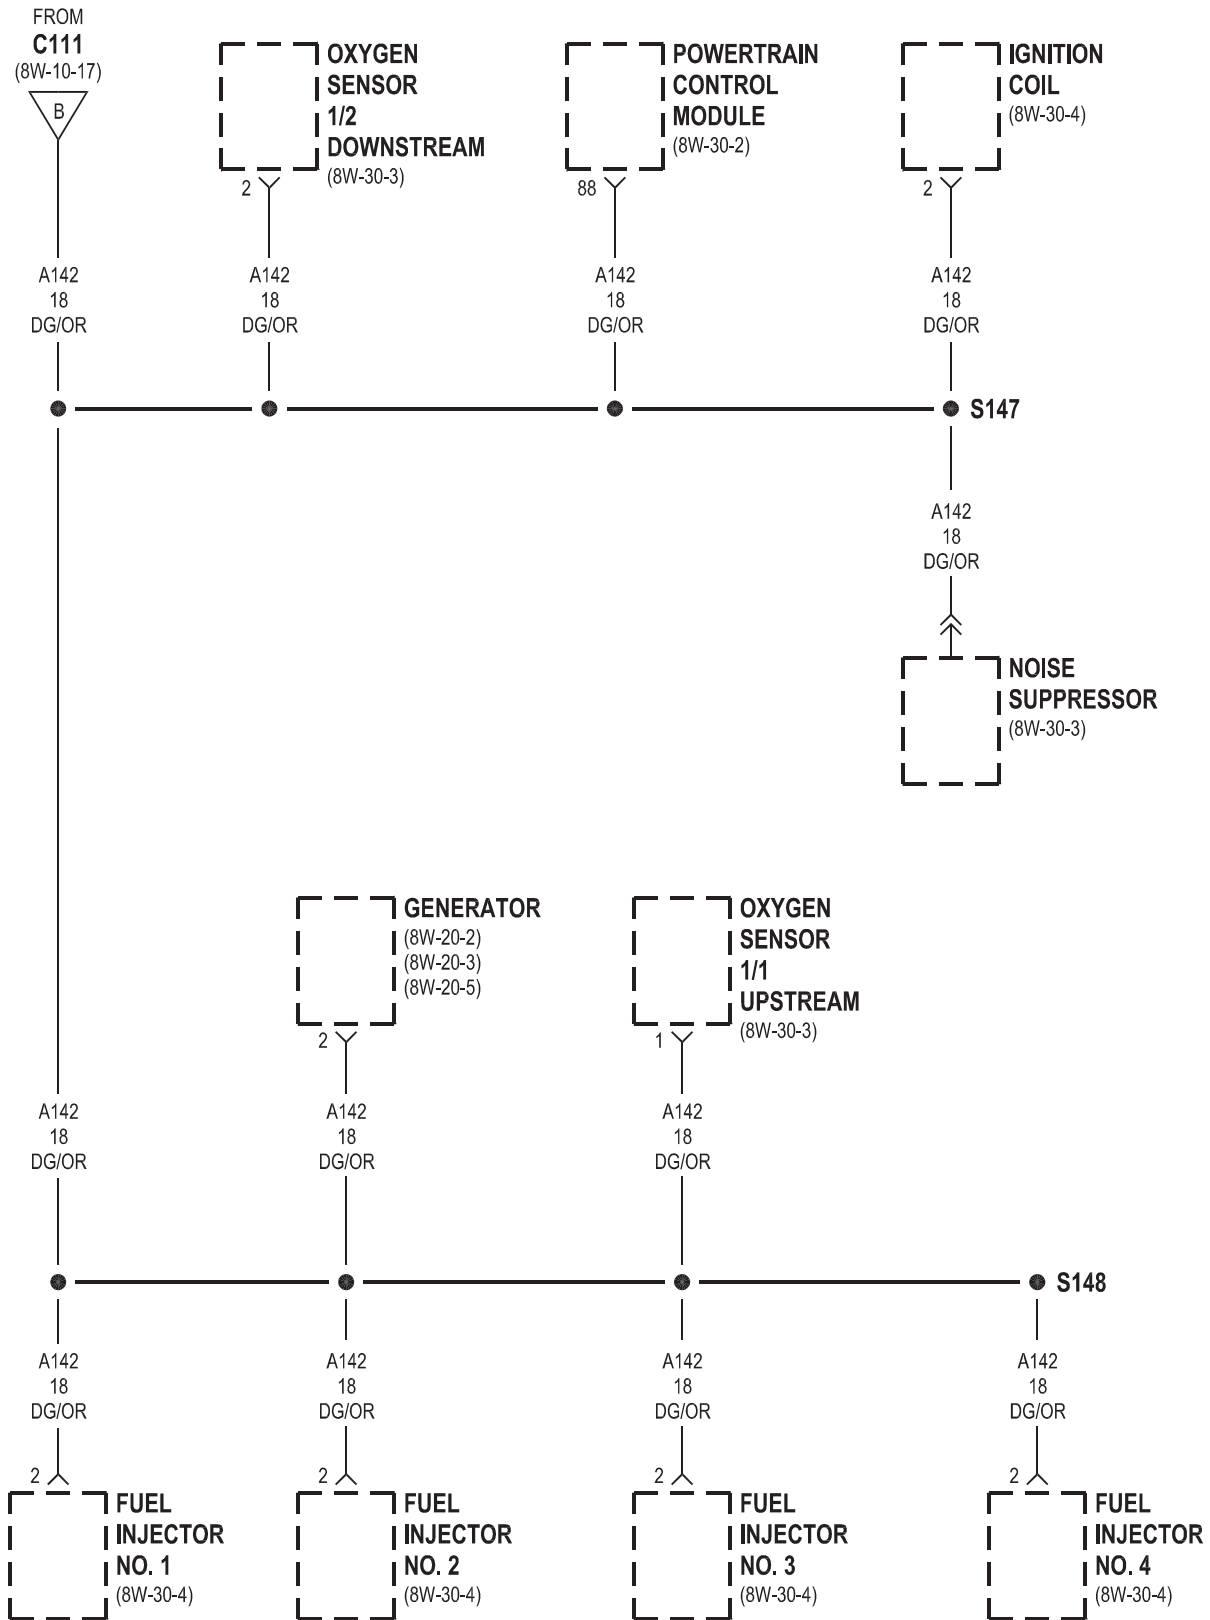 FROM
C111
(8W-10-17)
B
OXYGEN
SENSOR
1/2
DOWNSTREAM
(8W-30-3)
2
POWERTRAIN
CONTROL
MODULE
(8W-30-2)
88
IGNITION
COIL
(8W-30-4)
2
A142
18
DG/OR
A142
18
DG/OR
A142
18
DG/OR
A142
18
DG/OR
S147
A142
18
DG/OR
NOISE
SUPPRESSOR
(8W-30-3)
GENERATOR
(8W-20-2)
(8W-20-3)
(8W-20-5)
2
OXYGEN
SENSOR
1/1
UPSTREAM
(8W-30-3)
1
A142
18
DG/OR
A142
18
DG/OR
A142
18
DG/OR
S148
A142
18
DG/OR
A142
18
DG/OR
A142
18
DG/OR
A142
18
DG/OR
2
FUEL
INJECTOR
NO. 1
(8W-30-4)
2
FUEL
INJECTOR
NO. 2
(8W-30-4)
2
FUEL
INJECTOR
NO. 3
(8W-30-4)
2
FUEL
INJECTOR
NO. 4
(8W-30-4)